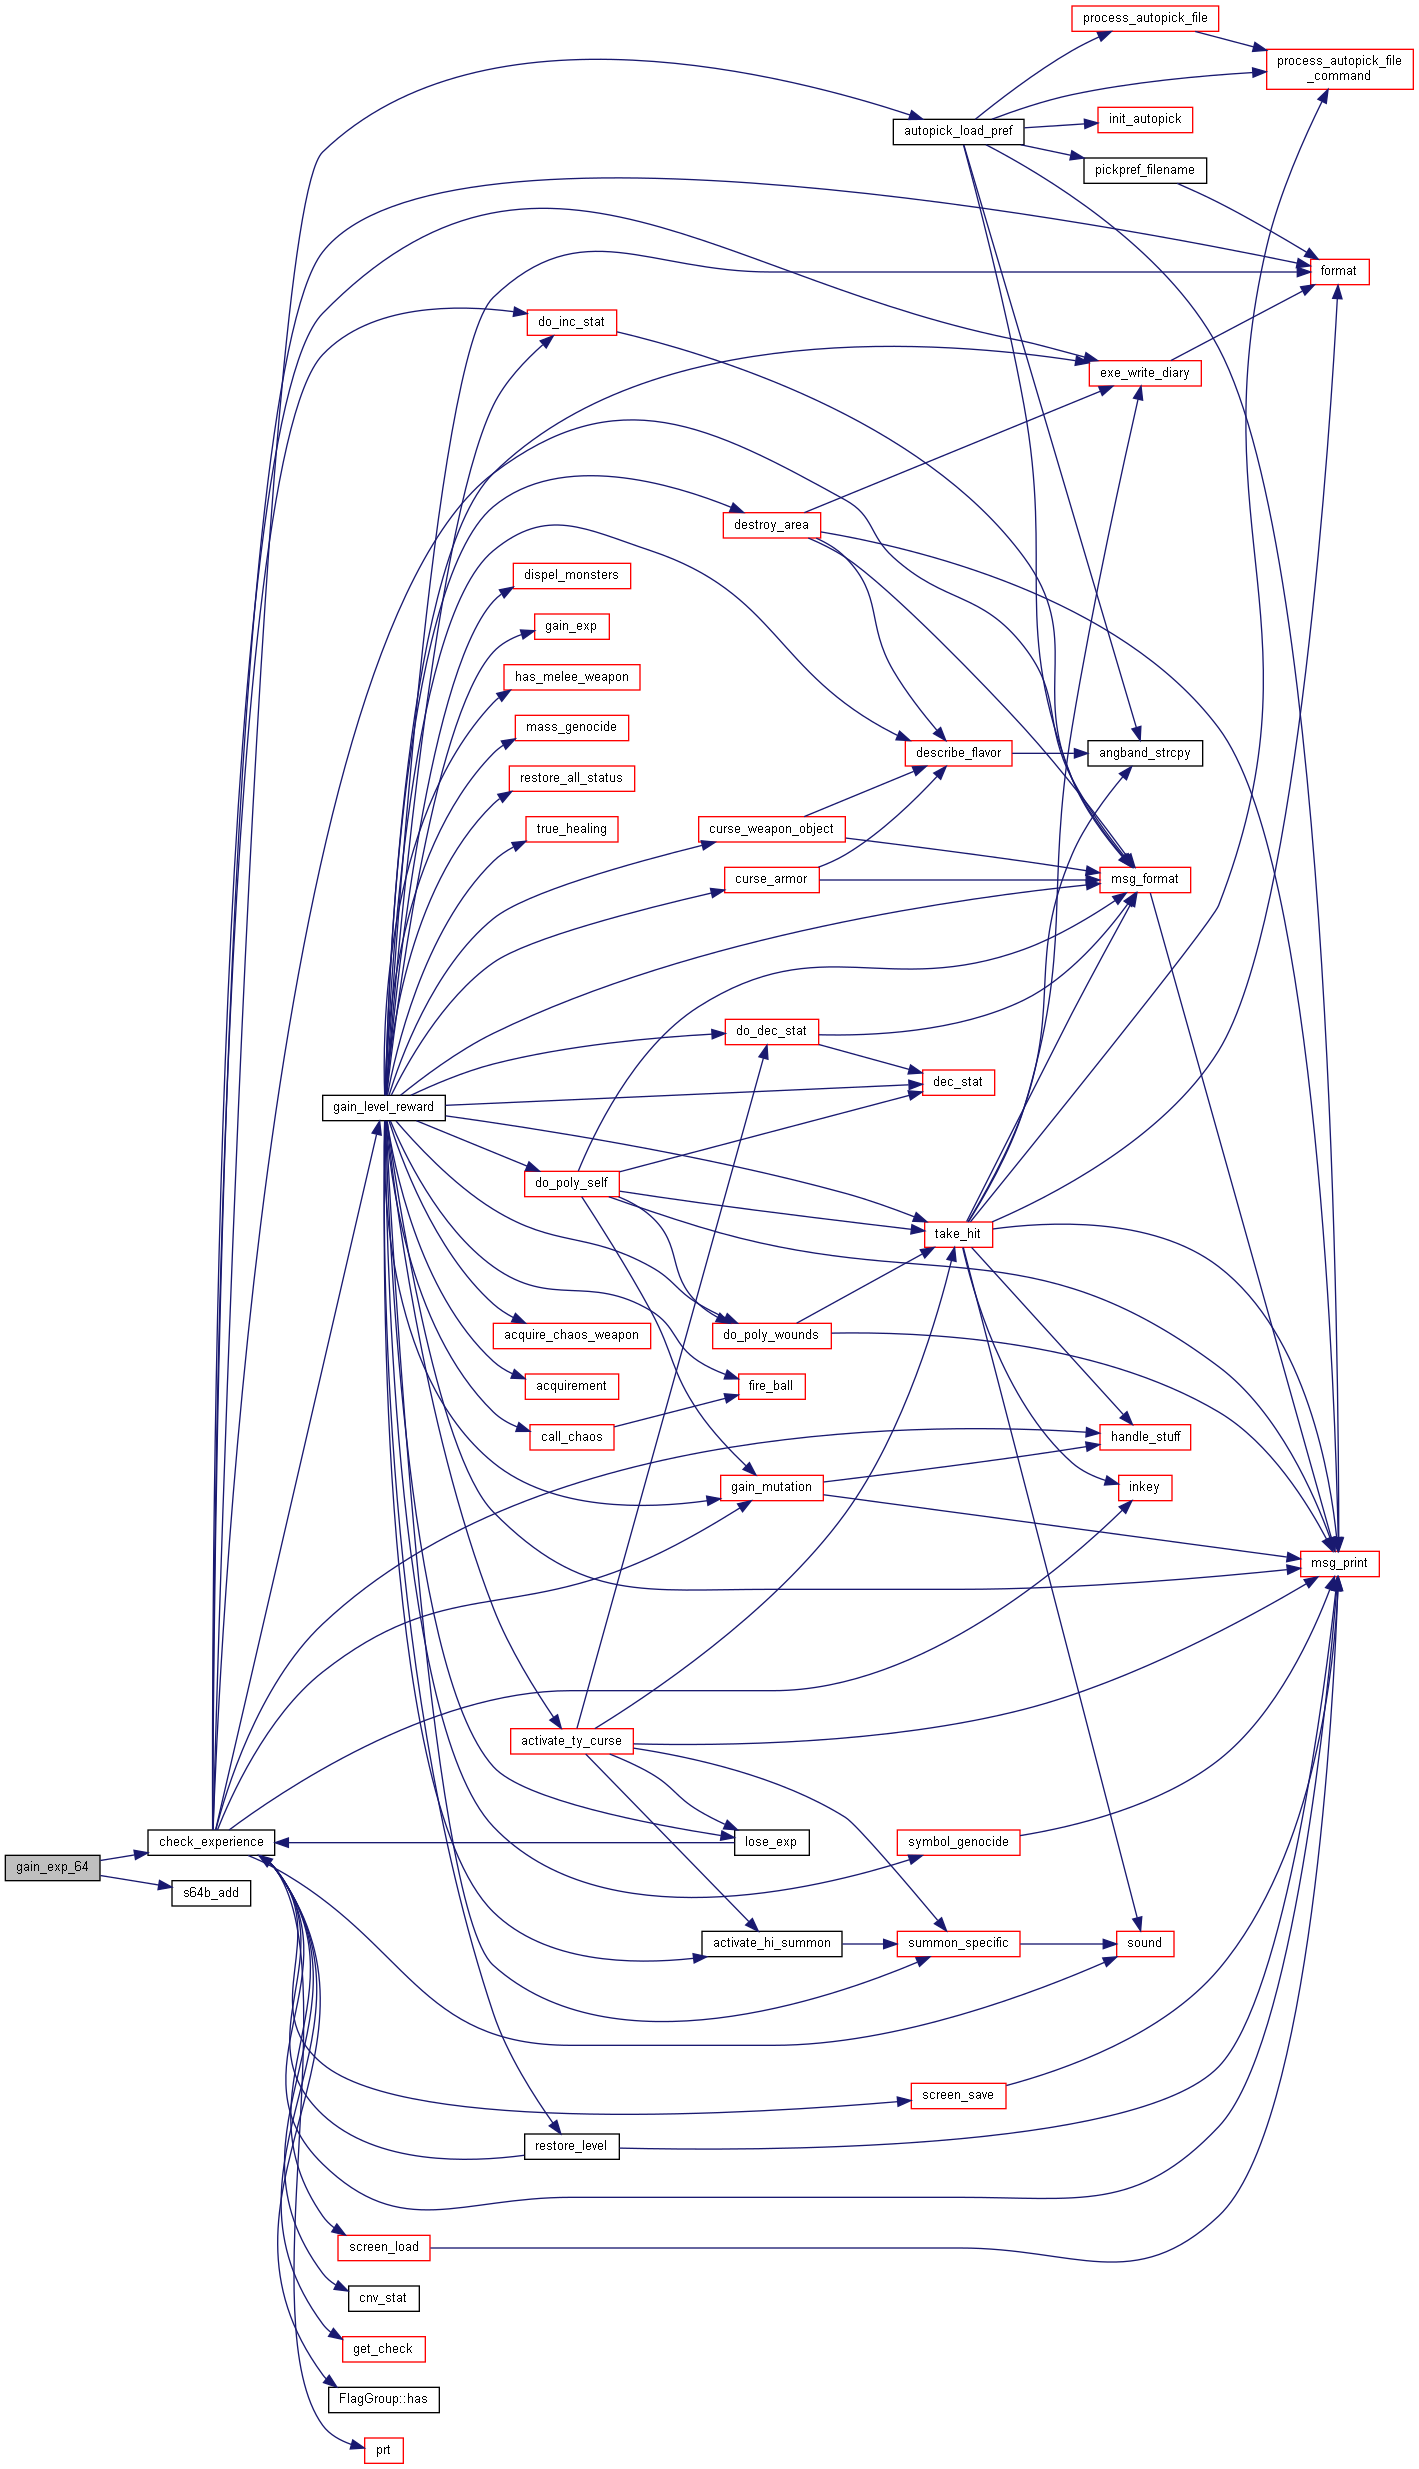 process_autopick_file
process_autopick_file
_command
init_autopick
autopick_load_pref
pickpref_filename
format
do_inc_stat
exe_write_diary
destroy_area
dispel_monsters
gain_exp
has_melee_weapon
mass_genocide
describe_flavor
angband_strcpy
restore_all_status
true_healing
curse_weapon_object
curse_armor
msg_format
do_dec_stat
dec_stat
gain_level_reward
do_poly_self
take_hit
acquire_chaos_weapon
do_poly_wounds
acquirement
fire_ball
call_chaos
handle_stuff
gain_mutation
inkey
msg_print
activate_ty_curse
check_experience
lose_exp
symbol_genocide
gain_exp_64
s64b_add
activate_hi_summon
summon_specific
sound
screen_save
restore_level
screen_load
cnv_stat
get_check
FlagGroup::has
prt